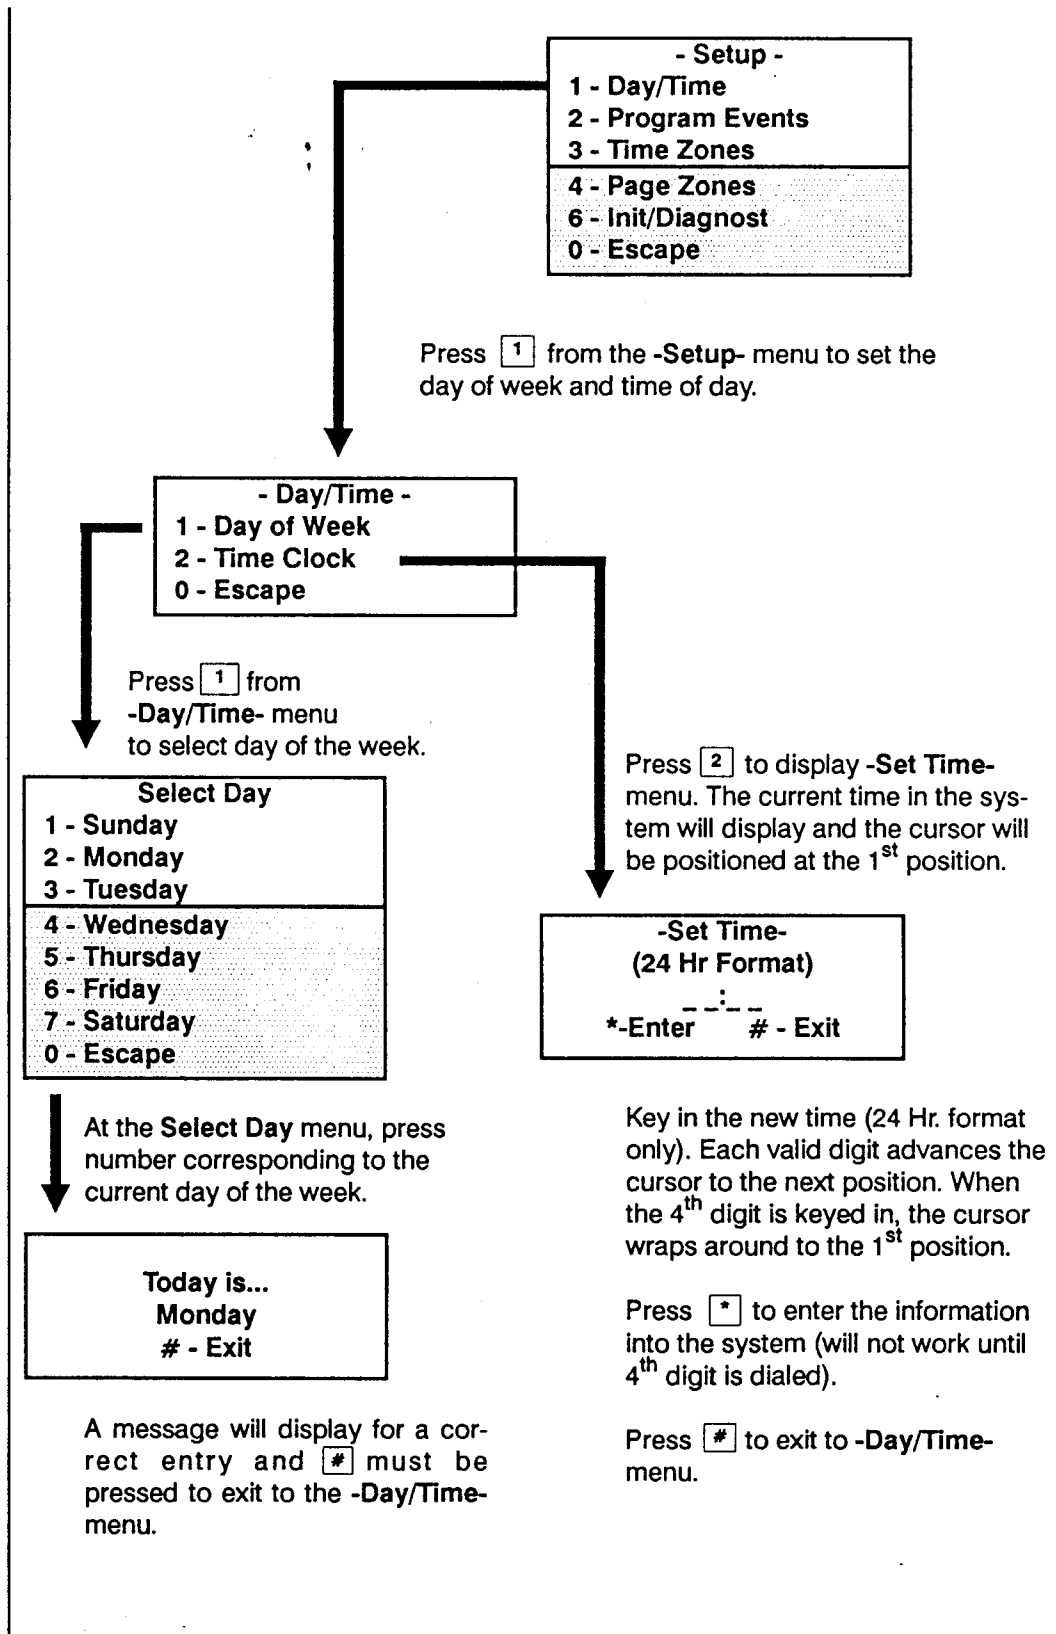 - Setup -
1 - Day/Time
2 - Program Events
3 - Time Zones
4 - Page Zones
6 - Init/Diagnost
0 - Escape
Press 1 from the -Setup- menu to set the
day of week and time of day.
- Day/Time -
1 - Day of Week
2 - Time Clock
0 - Escape
Press 1 from
-Day/Time- menu
to select day of the week.
Select Day
1 - Sunday
2 - Monday
3 - Tuesday
4 - Wednesday
5 - Thursday
6 - Friday
7 - Saturday
0 - Escape
At the Select Day menu, press
number corresponding to the
current day of the week.
Today is...
Monday
# - Exit
A message will display for a cor-
rect entry and # must be
pressed to exit to the -Day/Time-
menu.
Press 2 to display -Set Time-
menu. The current time in the sys-
tem will display and the cursor will
be positioned at the 1st position.
-Set Time-
(24 Hr Format)
_ _:_ _
*-Enter # - Exit
Key in the new time (24 Hr. format
only). Each valid digit advances the
cursor to the next position. When
the 4th digit is keyed in, the cursor
wraps around to the 1st position.
Press * to enter the information
into the system (will not work until
4th digit is dialed).
Press # to exit to -Day/Time-
menu.